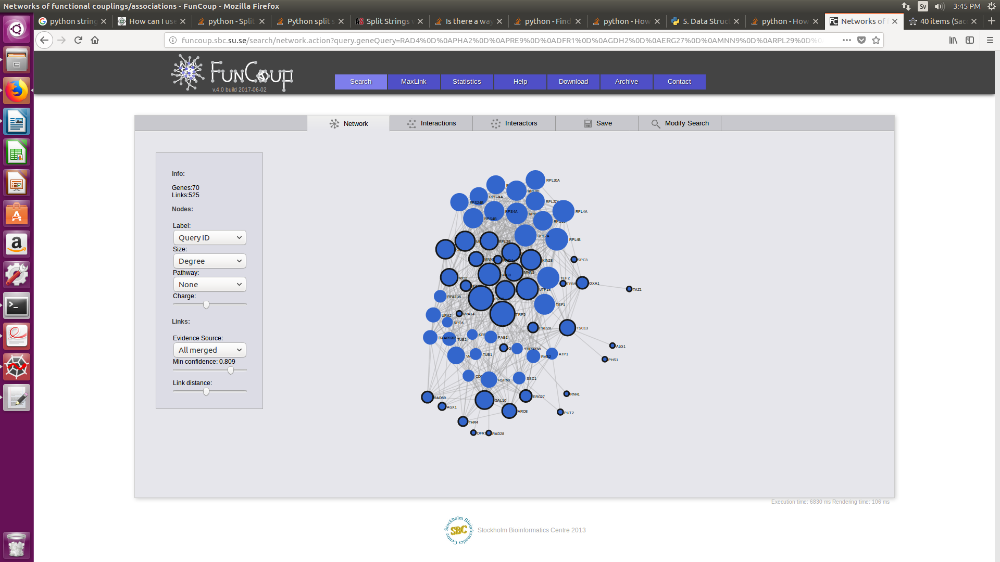 Networks of functional couplings/associations - FunCoup - Mozilla Firefox
Sv
3:45 PM
python string
How can I use
python - Split
Python split s
Split Strings w
Is there a way
python - Find
python - How
5. Data Struc
python - How
Networks of f
40 items (Sac
funcoup.sbc.su.se/search/network.action?query.geneQuery=RAD4%0D%0APHA2%0D%0APRE9%0D%0ADFR1%0D%0AGDH2%0D%0AERG27%0D%0AMNN9%0D%0ARPL29%0D%0A
FunCoup
v.4.0 build 2017-06-02
Search
MaxLink
Statistics
Help
Download
Archive
Contact
Network
Interactions
Interactors
Save
Modify Search
Info:
Genes:70
Links:525
Nodes:
Label:
Query ID
Size:
Degree
Pathway:
None
Charge:
Links:
Evidence Source:
All merged
Min confidence: 0.809
Link distance:
RPL20A
RPS24A
RPS24B
RPL27A
RPS4A
RPL4A
RPS4B
RPL7A
RPL4B
RPL29
KIN28
SPC3
MNN9
RIO2
TEF2
TFB5
OXA1
TAZ1
UTP18
RPA135
TEF1
RPA14
TRP5
URA2
RPT6
PRP28
TSC13
BAA09202
TUB2
PAB1
ALG1
YHR020W
TUB1
RVB2
ATP1
PHS1
HSP60
SSC1
RAD59
GAL10
ERG27
RNH1
AGX1
ARO8
PUT2
THR4
DFR1
RAD28
Execution time: 6830 ms Rendering time: 106 ms
Stockholm Bioinformatics Centre
SBC
Stockholm Bioinformatics Centre 2013